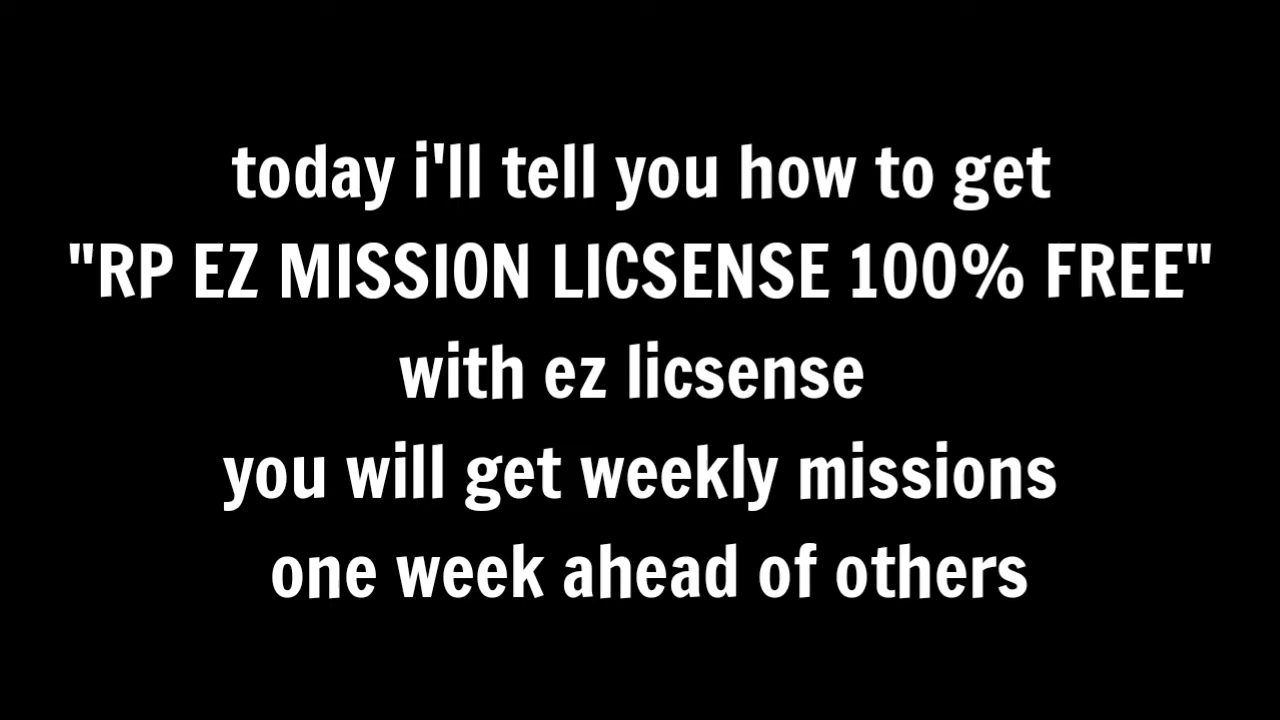 today i'll tell you how to get
"RP EZ MISSION LICSENSE 100% FREE"
with ez licsense
you will get weekly missions
one week ahead of others